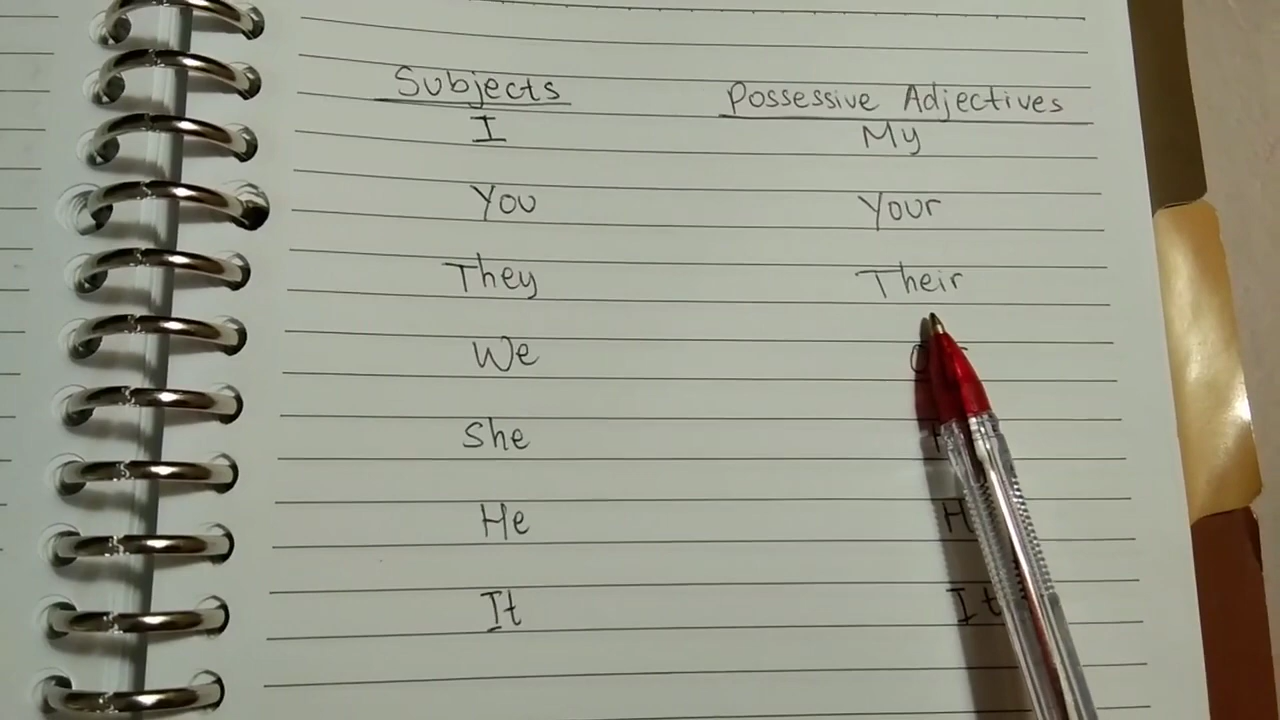 Subjects Possessive Adjectives
I My
You Your
They Their
We
She
He
It